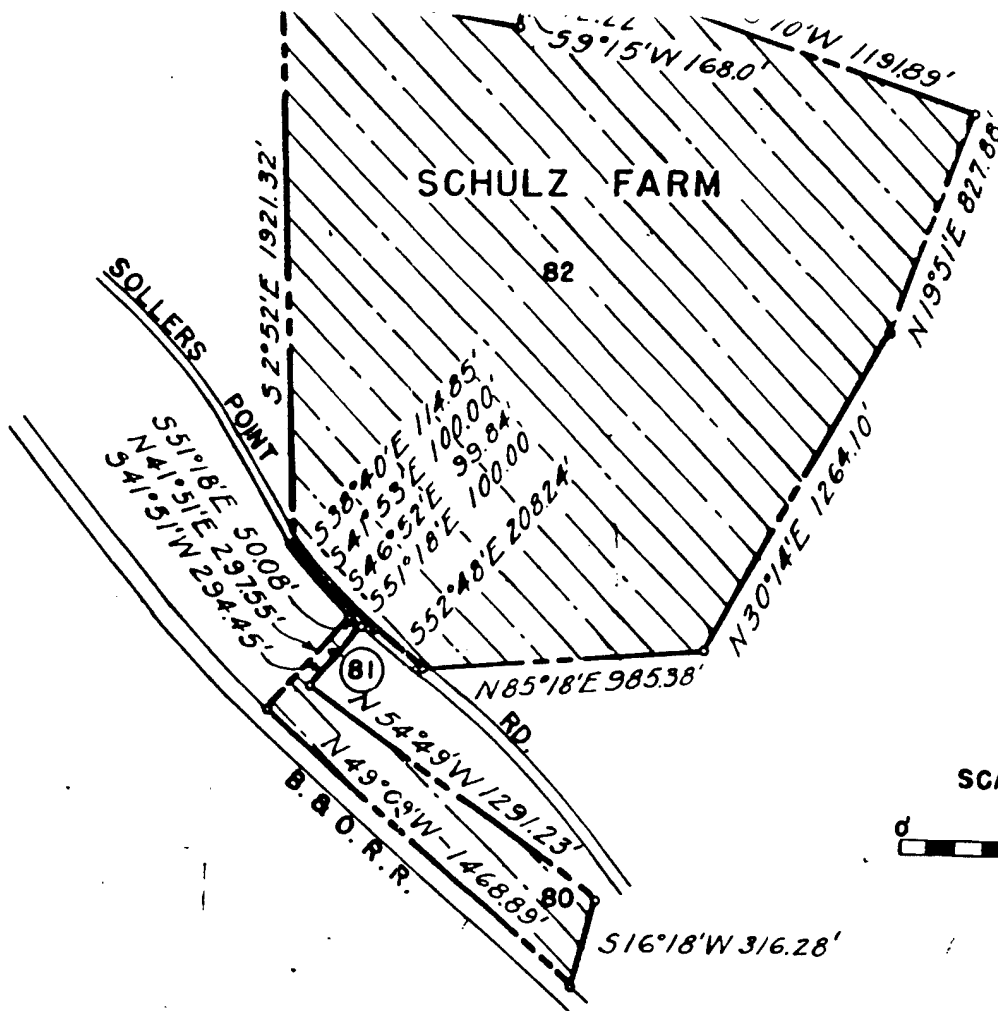 S9°15'W 168.0'
10'W 1191.89'
SCHULZ FARM
82
S2°52'E 1921.32'
N19°51'E 827.88'
N30°14'E 1264.10'
SOLLERS
POINT
RD.
S38°40'E 114.85'
S41°53'E 100.00'
S46°52'E 99.84'
S51°18'E 100.00
S52°48'E 208.24'
S51°18'E 50.08'
N41°51'E 297.55'
S41°51'W 294.45'
81
N85°18'E 985.38'
N54°49'W 1291.23'
N49°09'W-1468.89'
B. & O. R. R.
80
S16°18'W 316.28'
0'